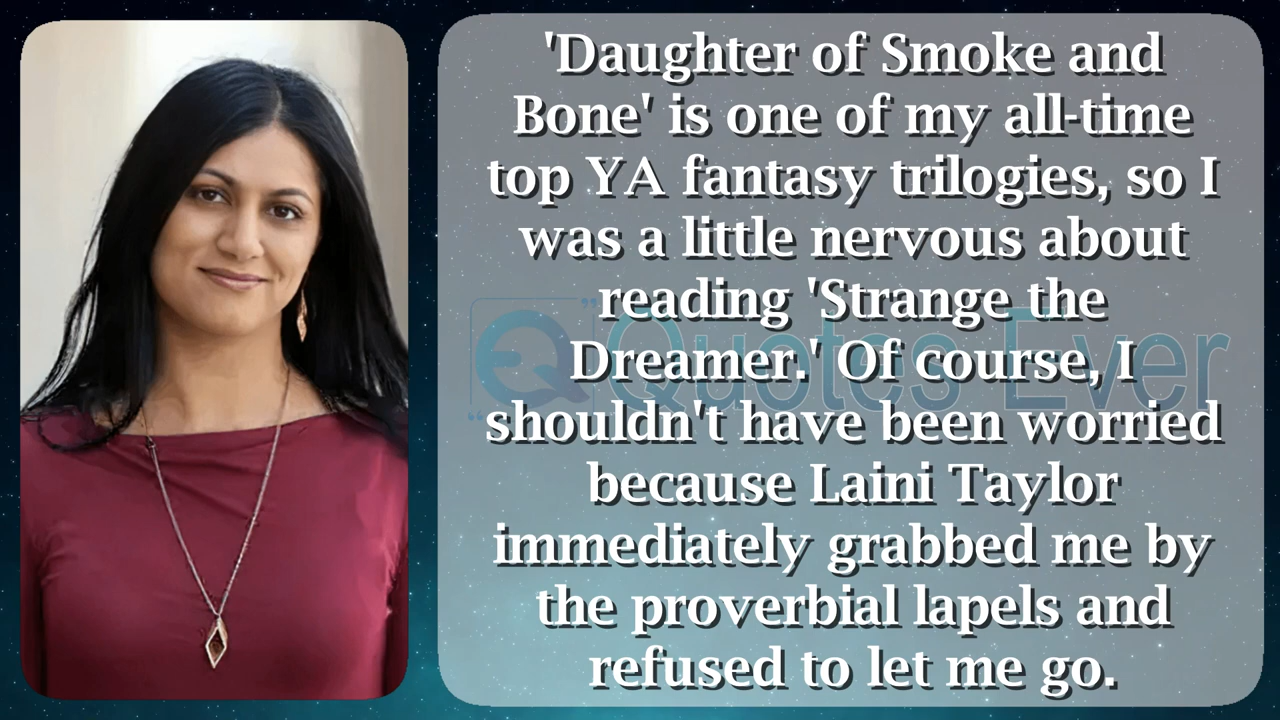 'Daughter of Smoke and
Bone' is one of my all-time
top YA fantasy trilogies, so I
was a little nervous about
reading 'Strange the
Dreamer.' Of course, I
shouldn't have been worried
because Laini Taylor
immediately grabbed me by
the proverbial lapels and
refused to let me go.
Quotes Ever